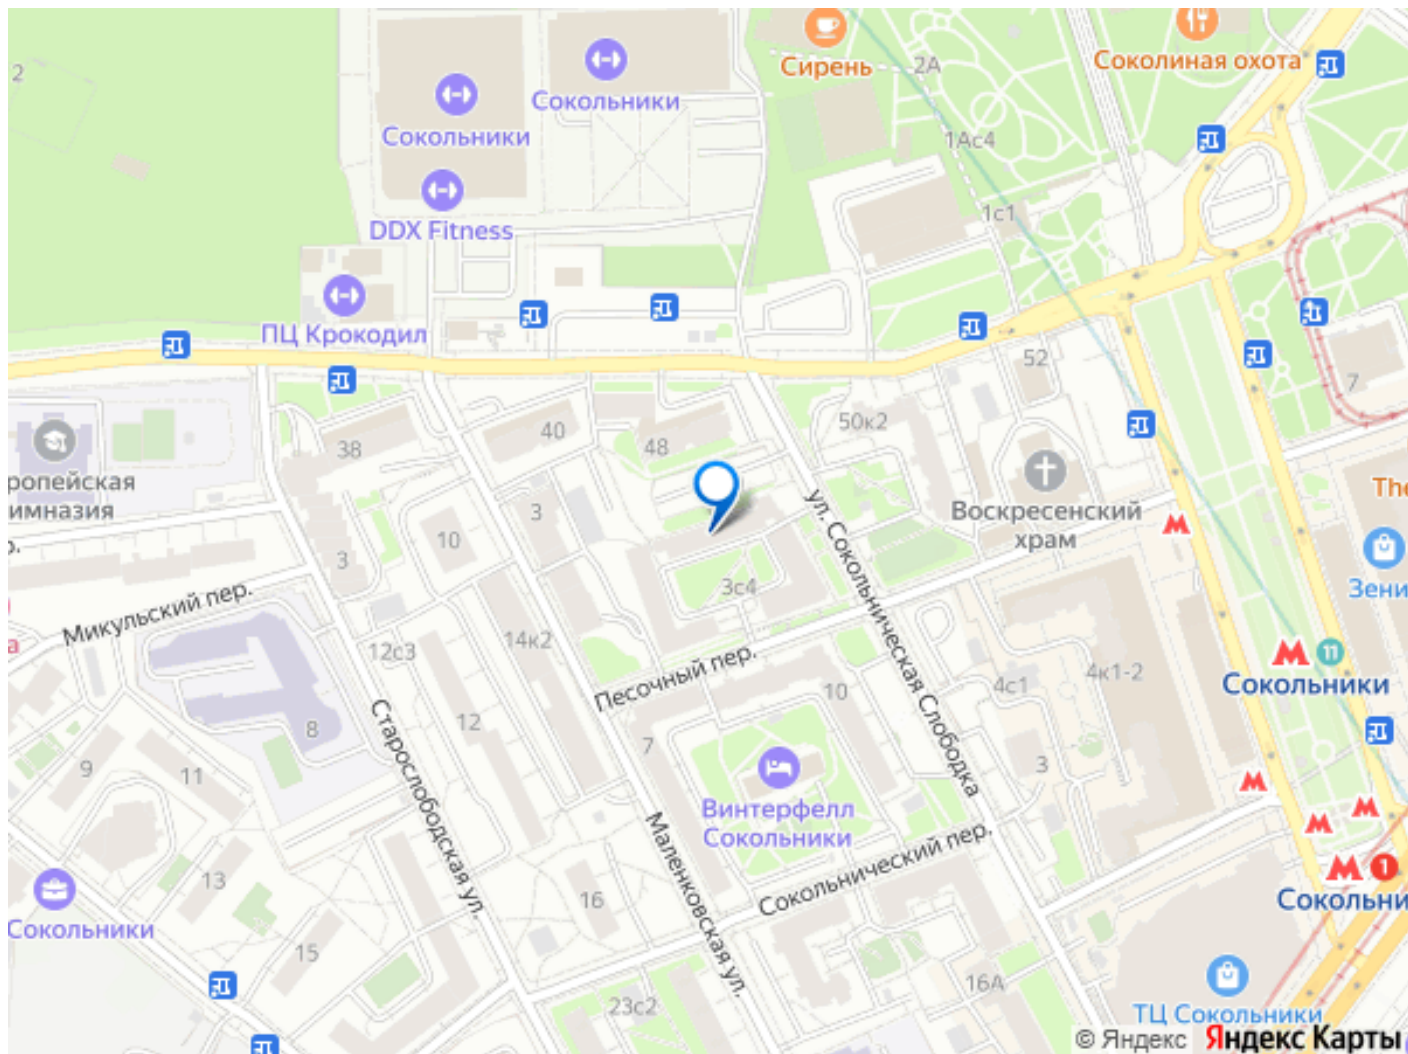 2
Сокольники
Сокольники
Сирень
2А
Соколиная охота
1Ас4
DDX Fitness
1с1
ПЦ Крокодил
52
7
50к2
38
40
48
ропейская
имназия
3
10
3
Воскресенский
храм
The
Зени
ул. Сокольническая Слободка
3с4
Микульский пер.
а
12с3
14к2
Песочный пер.
10
4с1
4к1-2
11
Сокольники
12
7
8
9
11
3
Старослободская ул.
Маленковская ул.
Винтерфелл
Сокольники
Сокольнический пер.
13
16
1
Сокольни
Сокольники
15
23с2
16А
ТЦ Сокольники
© Яндекс Яндекс Карты